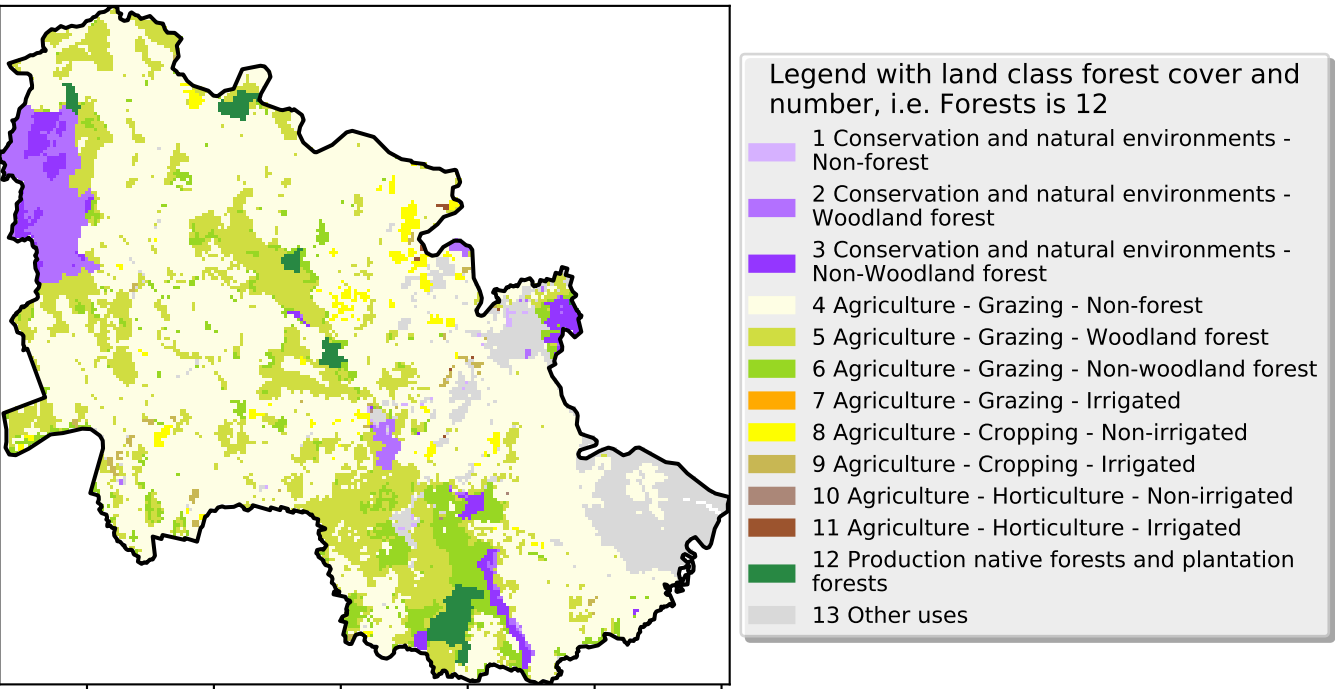 Legend with land class forest cover and
number, i.e. Forests is 12
1 Conservation and natural environments -
Non-forest
2 Conservation and natural environments -
Woodland forest
3 Conservation and natural environments -
Non-Woodland forest
4 Agriculture - Grazing - Non-forest
5 Agriculture - Grazing - Woodland forest
6 Agriculture - Grazing - Non-woodland forest
7 Agriculture - Grazing - Irrigated
8 Agriculture - Cropping - Non-irrigated
9 Agriculture - Cropping - Irrigated
10 Agriculture - Horticulture - Non-irrigated
11 Agriculture - Horticulture - Irrigated
12 Production native forests and plantation
forests
13 Other uses